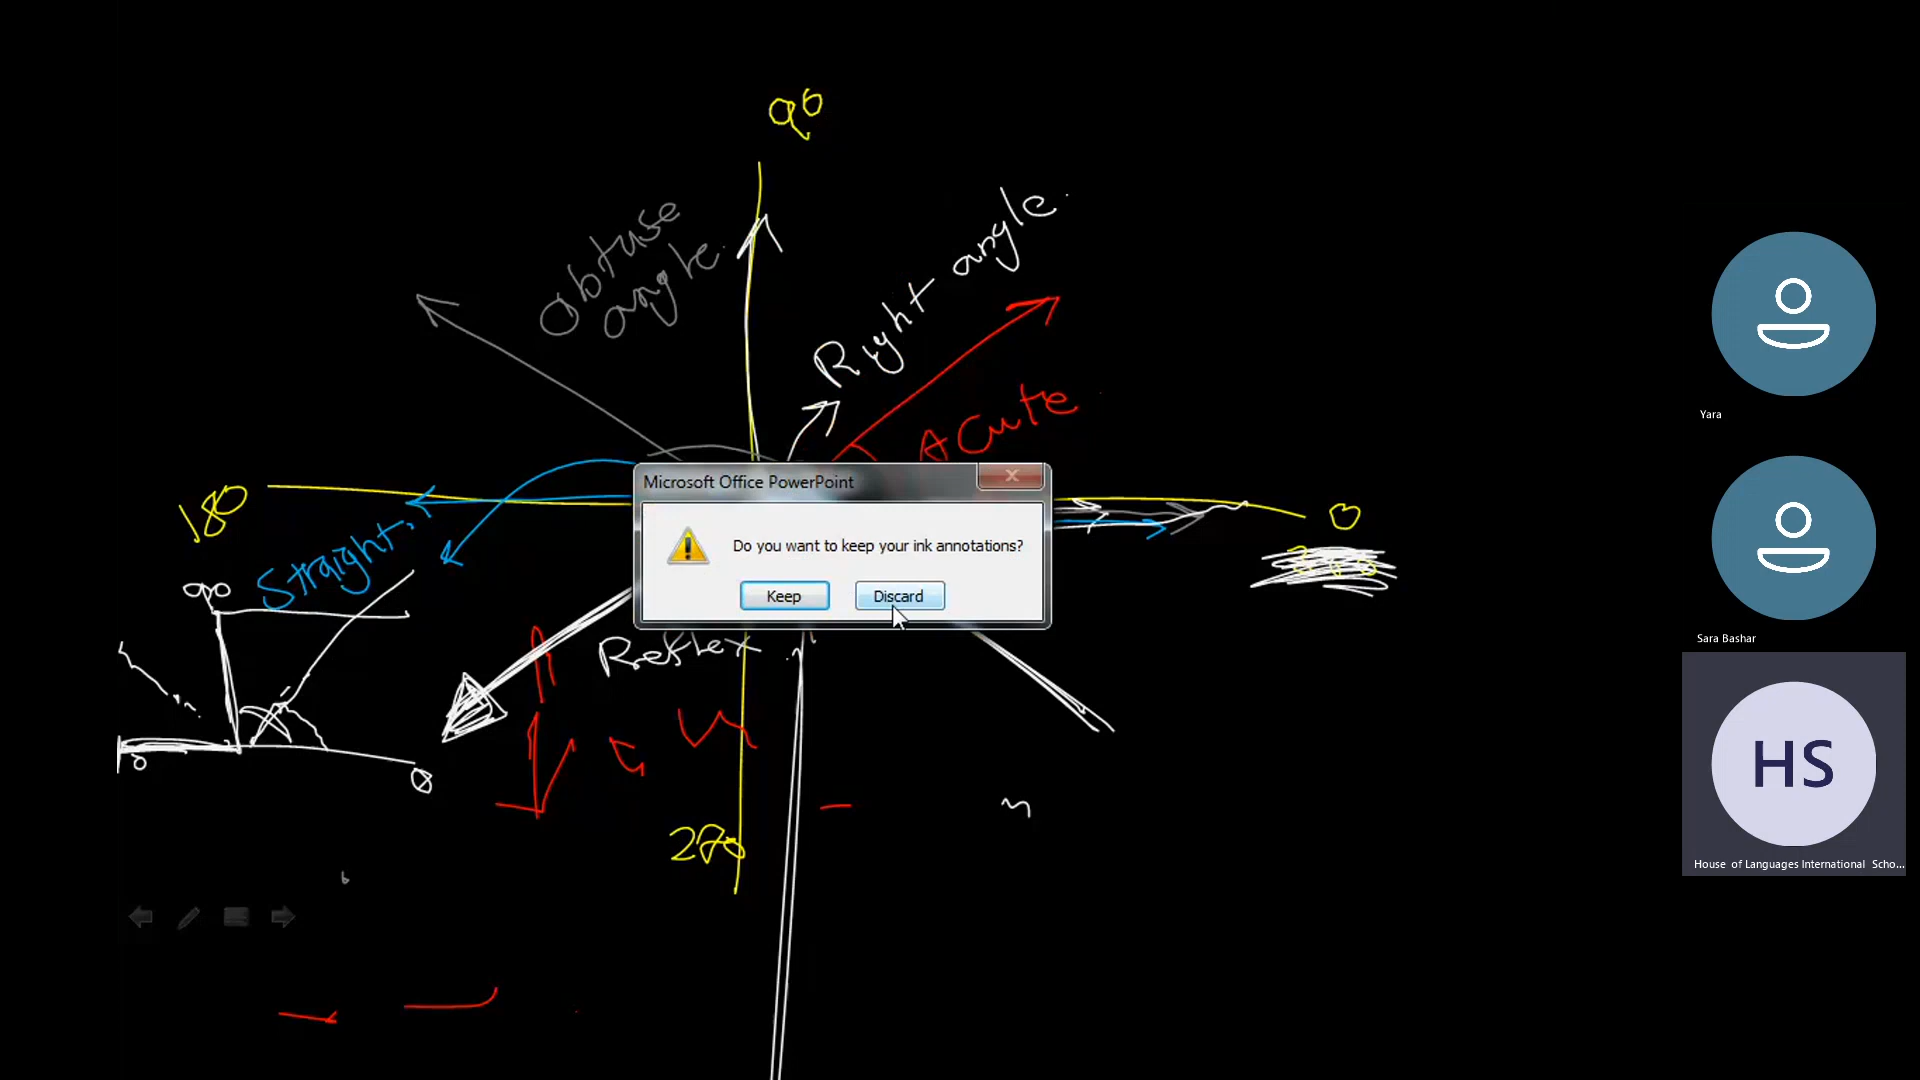 90
obtuse
angle.
Right angle.
Acute
180
Straight.
0
Microsoft Office PowerPoint
Do you want to keep your ink annotations?
Keep
Discard
Reflex
90
0
270
Yara
Sara Bashar
HS
House of Languages International Scho...